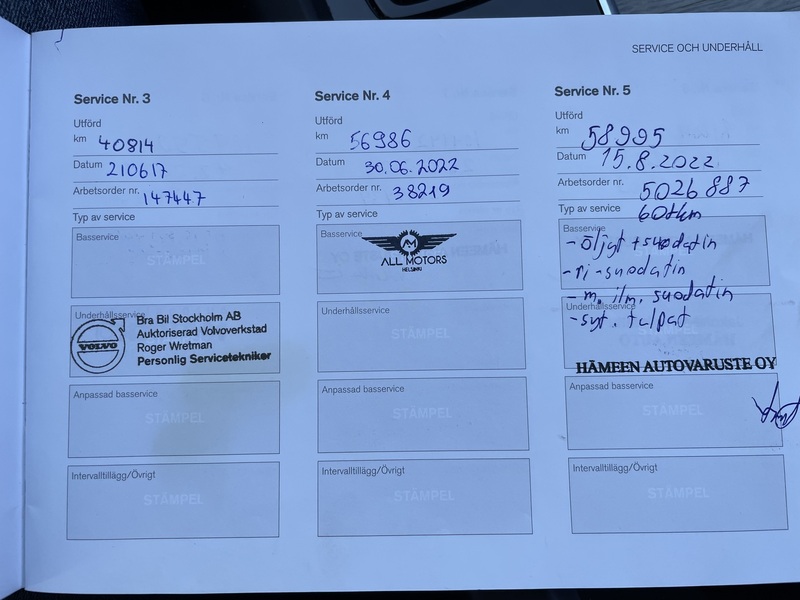 SERVICE OCH UNDERHÅLL
Service Nr. 3
Utförd
km 40814
Datum 210617
Arbetsorder nr. 147447
Typ av service
Basservice
STÄMPEL
Underhållsservice
VOLVO
Bra Bil Stockholm AB
Auktoriserad Volvoverkstad
Roger Wretman
Personlig Servicetekniker
Anpassad basservice
STÄMPEL
Intervalltillägg/Övrigt
STÄMPEL
Service Nr. 4
Utförd
km 56986
Datum 30.06.2022
Arbetsorder nr. 38219
Typ av service
Basservice
AM
ALL MOTORS
HELSINKI
Underhållsservice
STÄMPEL
Anpassad basservice
STÄMPEL
Intervalltillägg/Övrigt
STÄMPEL
Service Nr. 5
Utförd
km 58995
Datum 15.8.2022
Arbetsorder nr. 5026887
Typ av service 60tkm
Basservice
- öljyt + suodatin
- ri-suodatin
- m. ilm. suodatin
Underhållsservice
- syt. tulpat
HÄMEEN AUTOVARUSTE OY
Anpassad basservice
STÄMPEL
Intervalltillägg/Övrigt
STÄMPEL